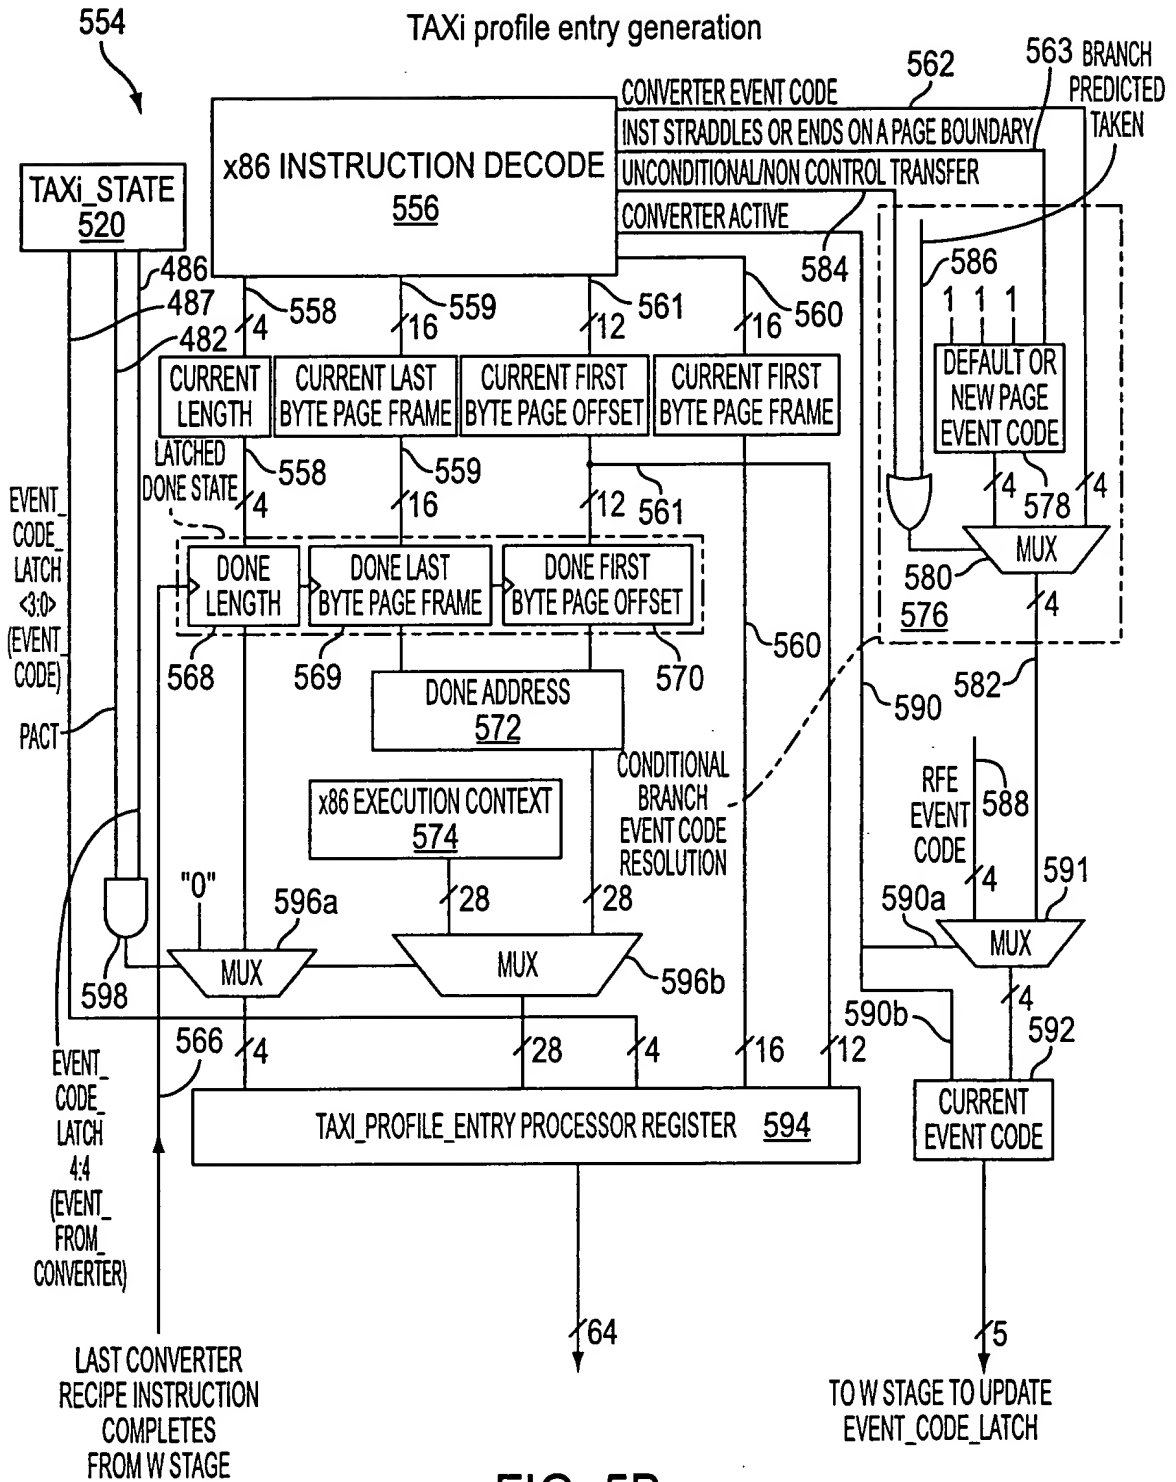 554
TAXi profile entry generation
562
563
BRANCH
PREDICTED
TAKEN
CONVERTER EVENT CODE
INST STRADDLES OR ENDS ON A PAGE BOUNDARY
UNCONDITIONAL/NON CONTROL TRANSFER
CONVERTER ACTIVE
x86 INSTRUCTION DECODE
556
TAXi_STATE
520
486
487
482
558
4
559
16
561
12
560
16
584
586
1 1 1
DEFAULT OR
NEW PAGE
EVENT CODE
578
4
4
MUX
580
576
4
582
CURRENT
LENGTH
CURRENT LAST
BYTE PAGE FRAME
CURRENT FIRST
BYTE PAGE OFFSET
CURRENT FIRST
BYTE PAGE FRAME
LATCHED
DONE STATE
558
4
559
16
12
561
EVENT_
CODE_
LATCH
<3:0>
(EVENT_
CODE)
PACT
DONE
LENGTH
DONE LAST
BYTE PAGE FRAME
DONE FIRST
BYTE PAGE OFFSET
568
569
570
560
590
DONE ADDRESS
572
x86 EXECUTION CONTEXT
574
CONDITIONAL
BRANCH
EVENT CODE
RESOLUTION
RFE
EVENT
CODE
588
4
590a
591
MUX
4
590b
592
CURRENT
EVENT CODE
"0"
596a
28
28
598
MUX
MUX
596b
566
4
28
4
16
12
TAXI_PROFILE_ENTRY PROCESSOR REGISTER 594
EVENT_
CODE_
LATCH
4:4
(EVENT_
FROM_
CONVERTER)
64
5
LAST CONVERTER
RECIPE INSTRUCTION
COMPLETES
FROM W STAGE
TO W STAGE TO UPDATE
EVENT_CODE_LATCH